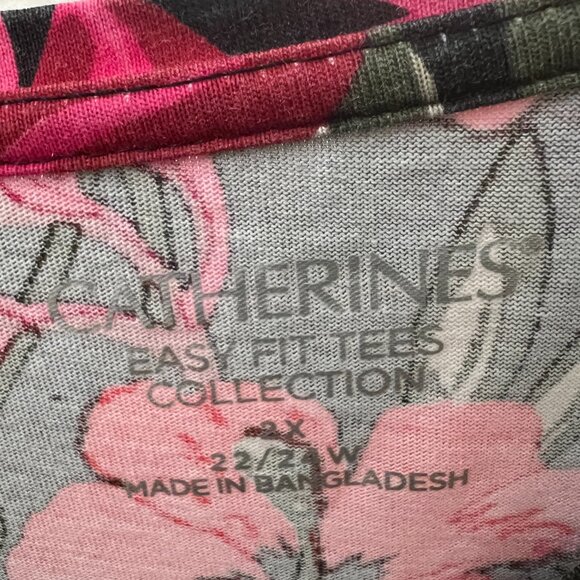 CATHERINES®
EASY FIT TEES
COLLECTION
2X
22/24W
MADE IN BANGLADESH